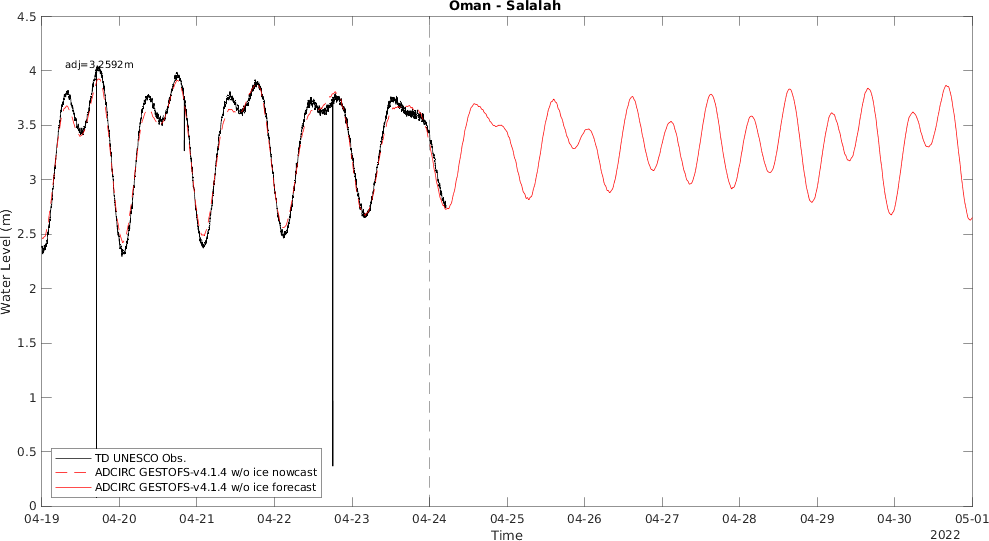 Oman - Salalah
adj=3.2592m
Water Level (m)
4.5
4
3.5
3
2.5
2
1.5
1
0.5
0
TD UNESCO Obs.
ADCIRC GESTOFS-v4.1.4 w/o ice nowcast
ADCIRC GESTOFS-v4.1.4 w/o ice forecast
04-19 04-20 04-21 04-22 04-23 04-24 04-25 04-26 04-27 04-28 04-29 04-30 05-01
Time
2022